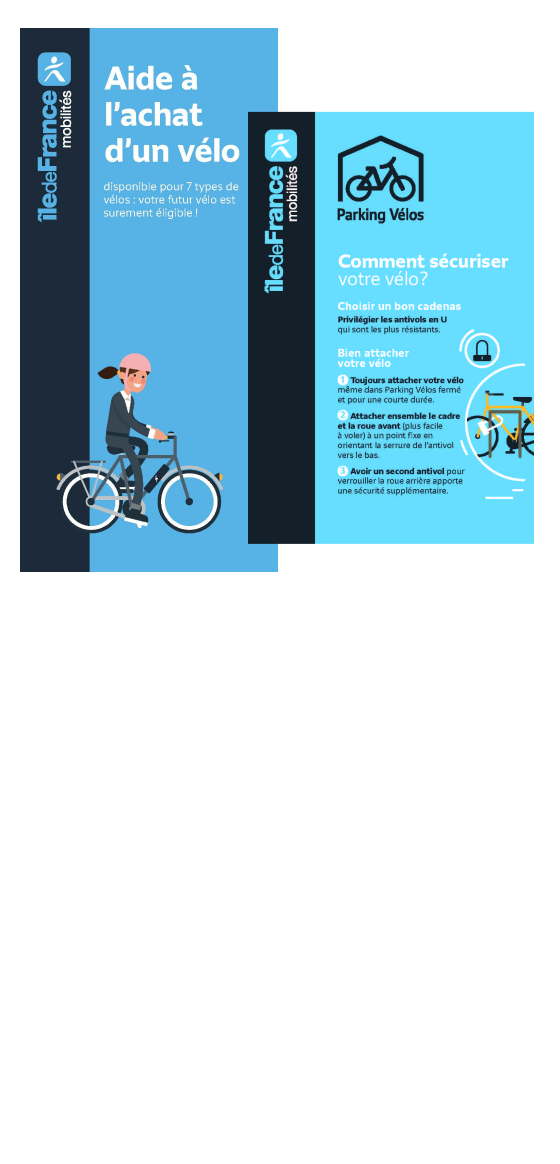 îledeFrance
mobilités
Aide à
l'achat
d'un vélo
disponible pour 7 types de
vélos : votre futur vélo est
surement éligible !
îledeFrance
mobilités
Parking Vélos
Comment sécuriser
votre vélo?
Choisir un bon cadenas
Privilégier les antivols en U
qui sont les plus résistants.
Bien attacher
votre vélo
1 Toujours attacher votre vélo
même dans Parking Vélos fermé
et pour une courte durée.
2 Attacher ensemble le cadre
et la roue avant (plus facile
à voler) à un point fixe en
orientant la serrure de l'antivol
vers le bas.
3 Avoir un second antivol pour
verrouiller la roue arrière apporte
une sécurité supplémentaire.